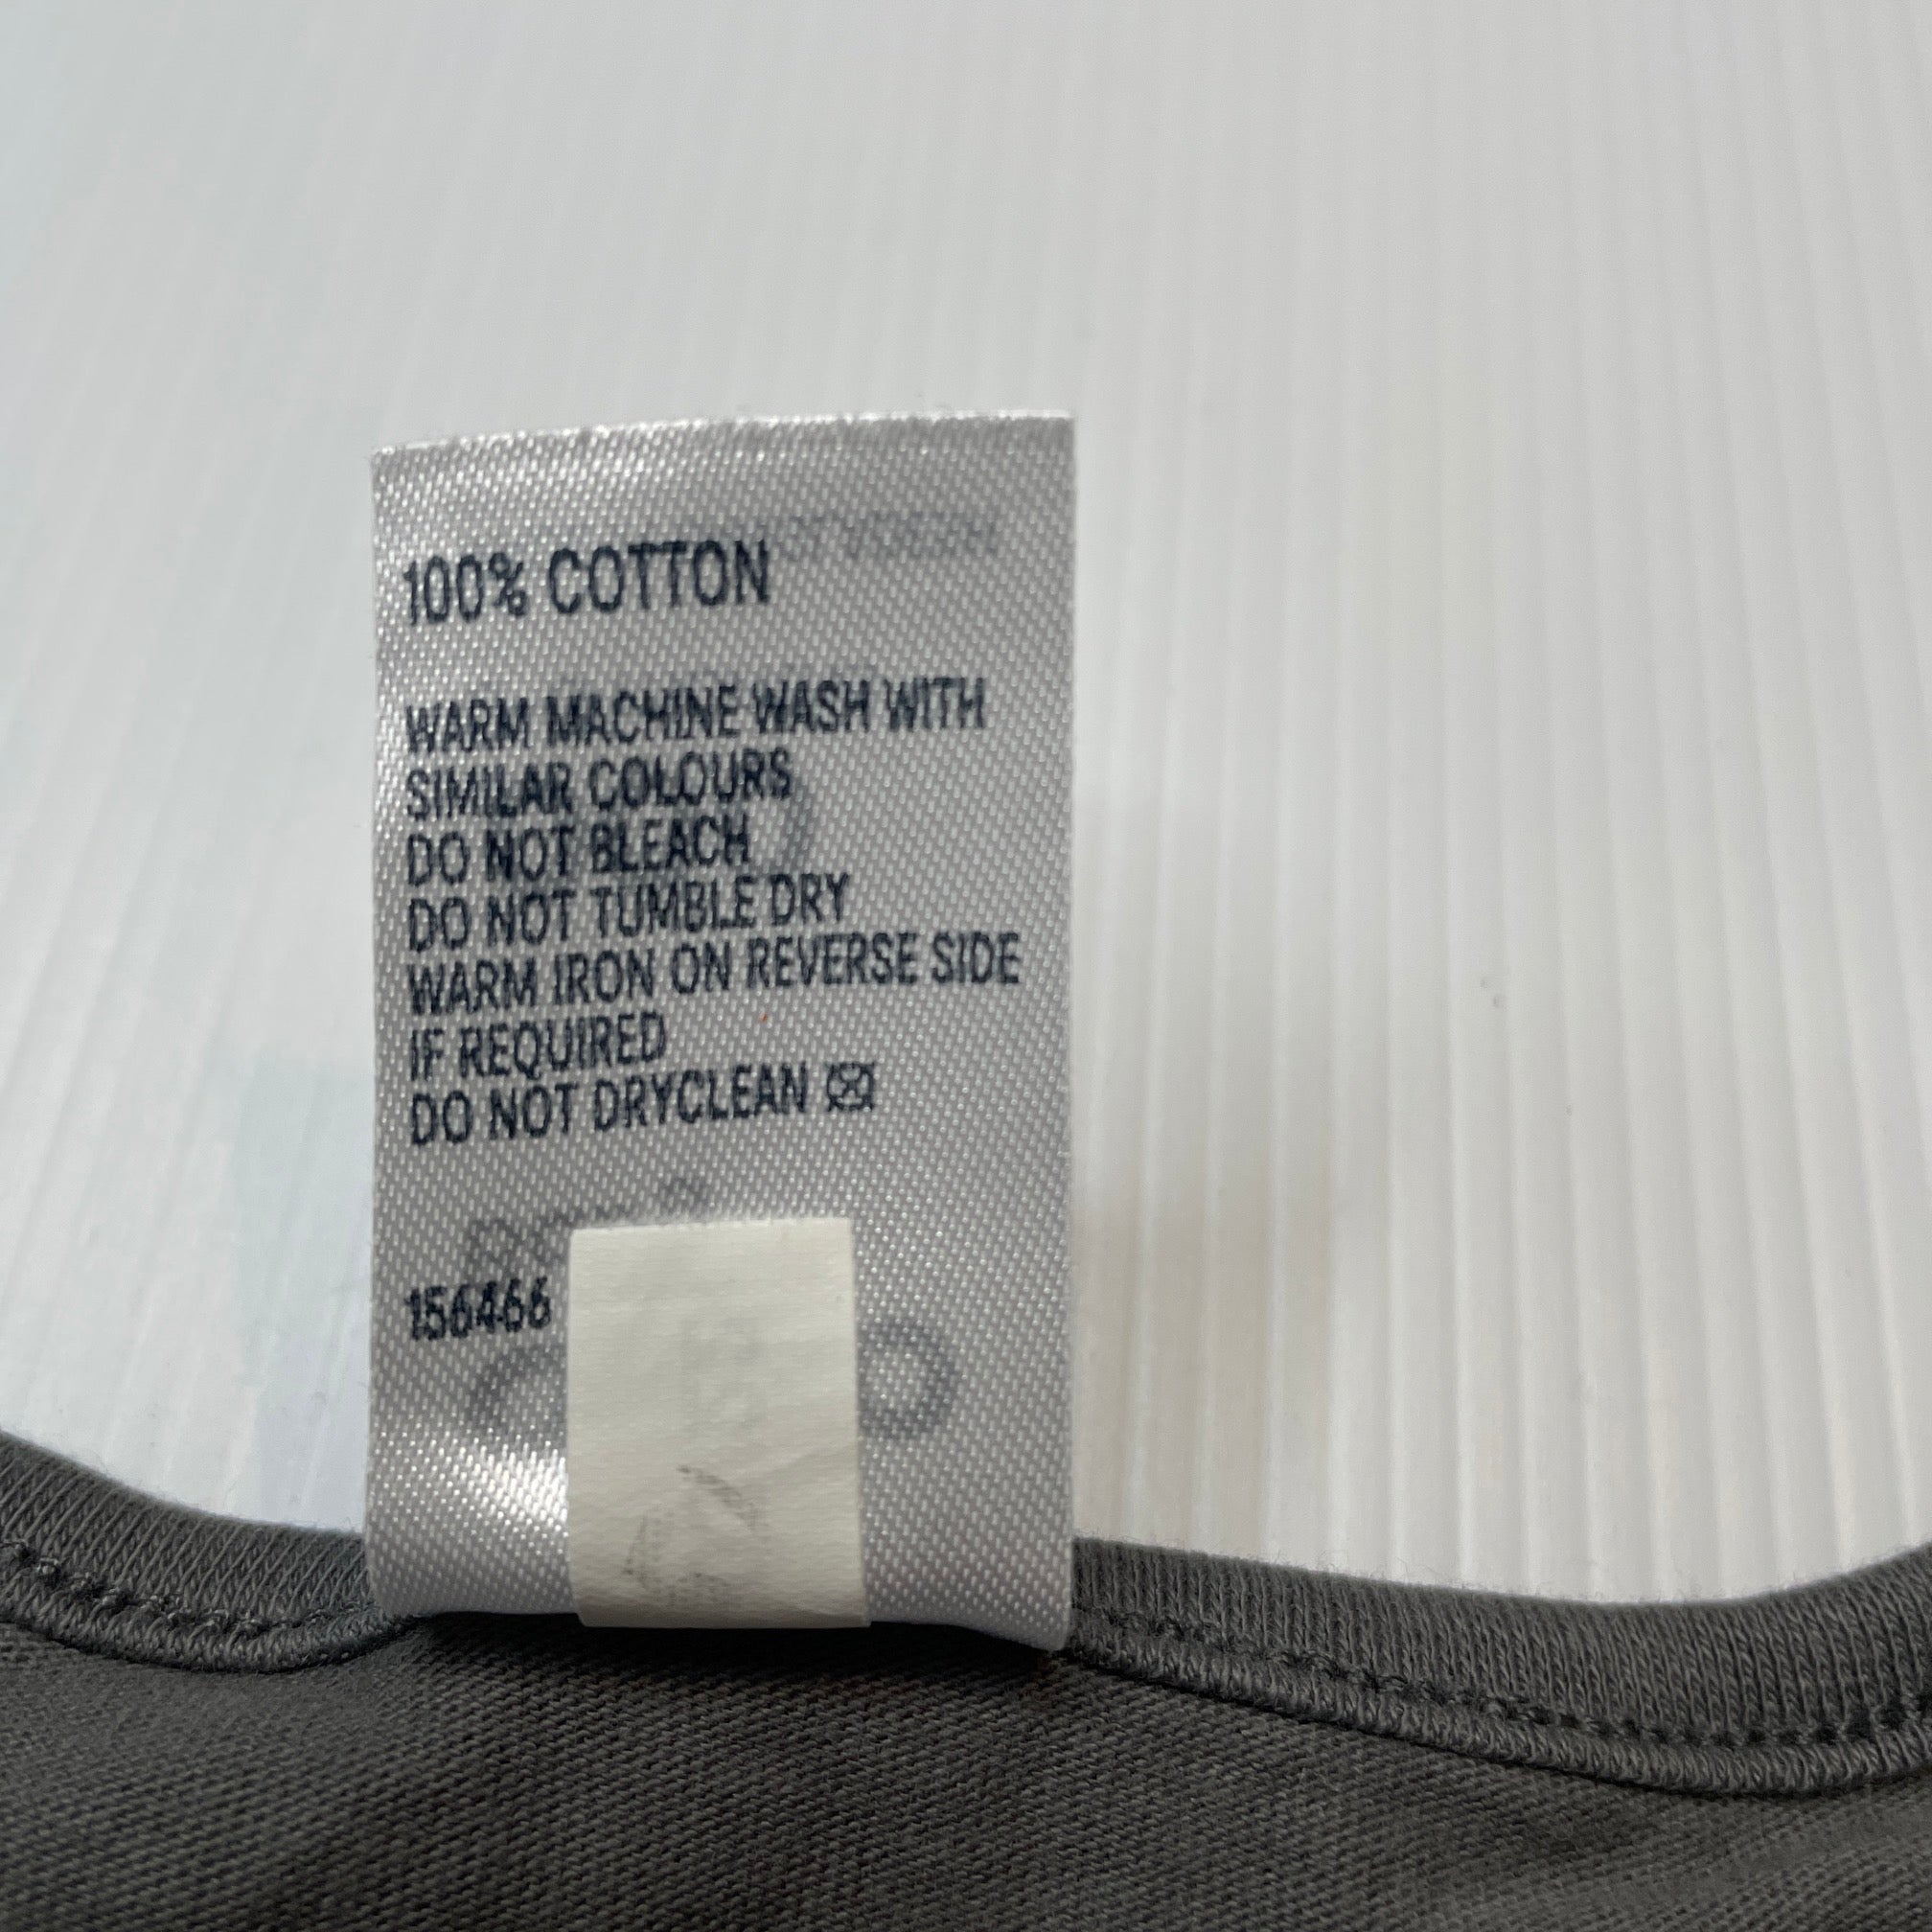 100% COTTON
WARM MACHINE WASH WITH
SIMILAR COLOURS
DO NOT BLEACH
DO NOT TUMBLE DRY
WARM IRON ON REVERSE SIDE
IF REQUIRED
DO NOT DRYCLEAN
156466